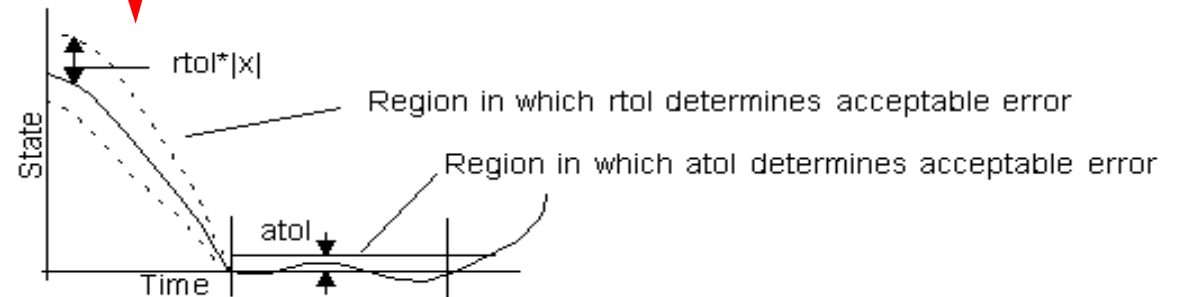 rtol*|x|
Region in which rtol determines acceptable error
State
Region in which atol determines acceptable error
atol
Time